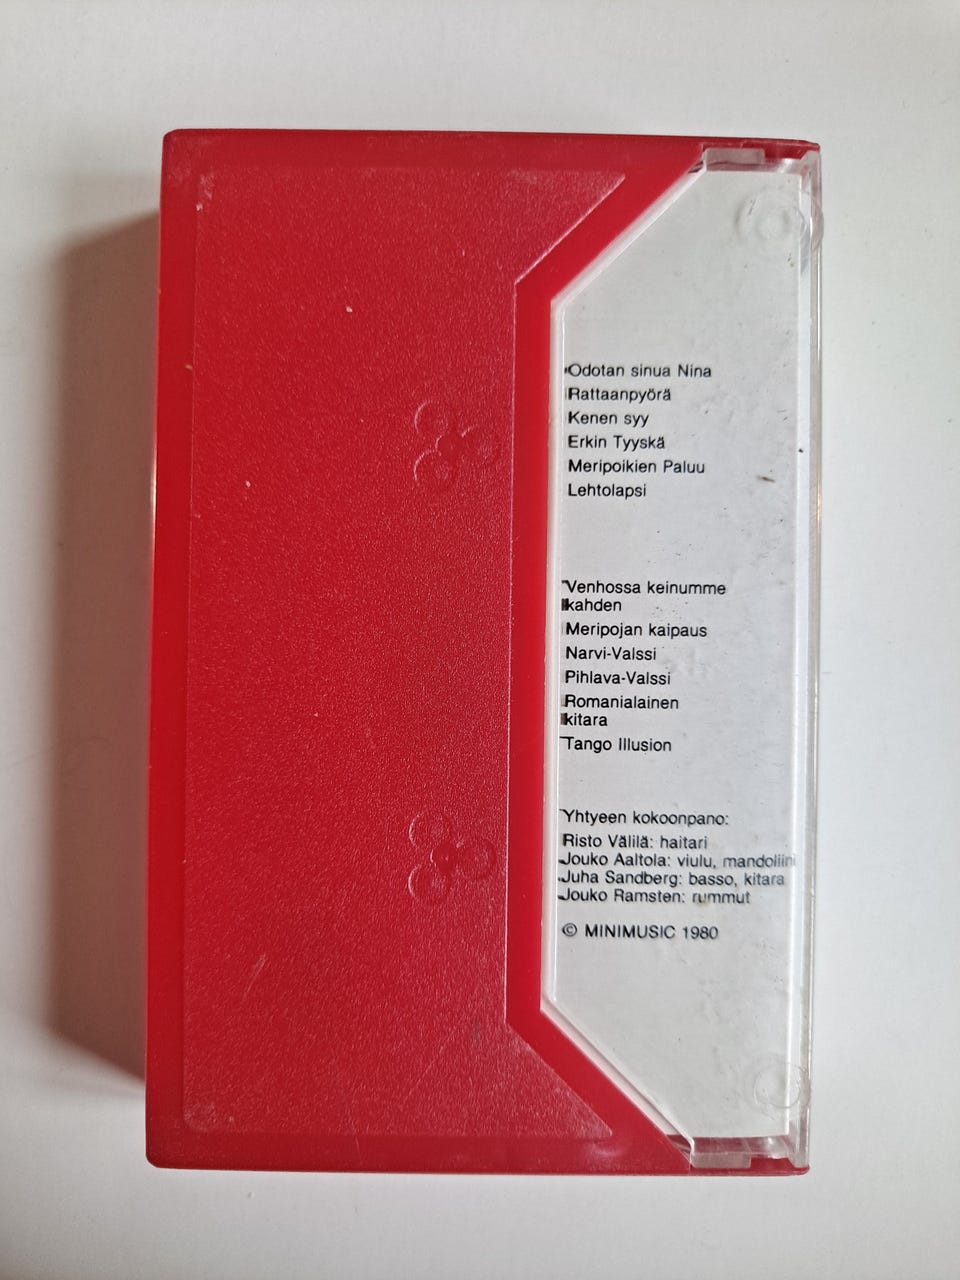 Odotan sinua Nina
Rattaanpyörä
Kenen syy
Erkin Tyyskä
Meripoikien Paluu
Lehtolapsi
Venhossa keinumme
kahden
Meripojan kaipaus
Narvi-Valssi
Pihlava-Valssi
Romanialainen
kitara
Tango Illusion
Yhtyeen kokoonpano:
Risto Välilä: haitari
Jouko Aaltola: viulu, mandoliini
Juha Sandberg: basso, kitara
Jouko Ramsten: rummut
© MINIMUSIC 1980